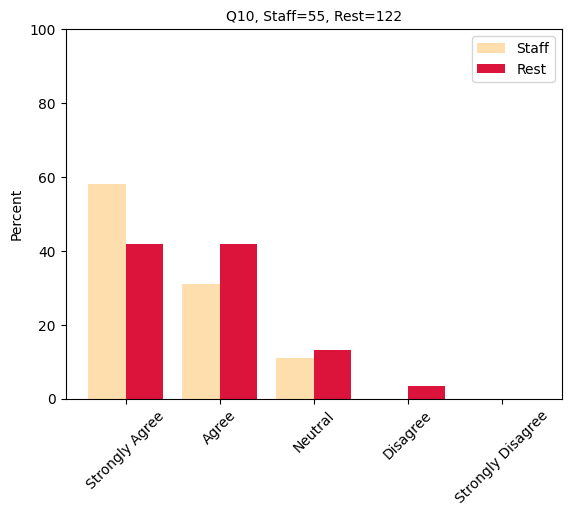 Q10, Staff=55, Rest=122
100
80
60
40
20
0
Percent
Staff
Rest
Strongly Agree
Agree
Neutral
Disagree
Strongly Disagree